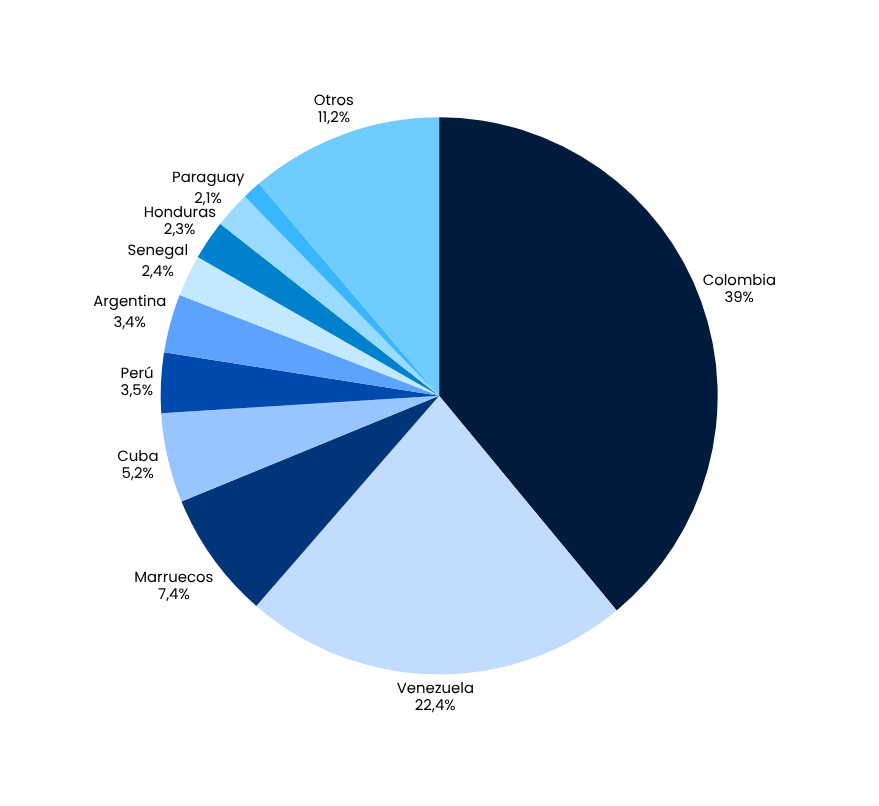 Otros
11,2%
Paraguay
2,1%
Honduras
2,3%
Senegal
2,4%
Colombia
39%
Argentina
3,4%
Perú
3,5%
Cuba
5,2%
Marruecos
7,4%
Venezuela
22,4%